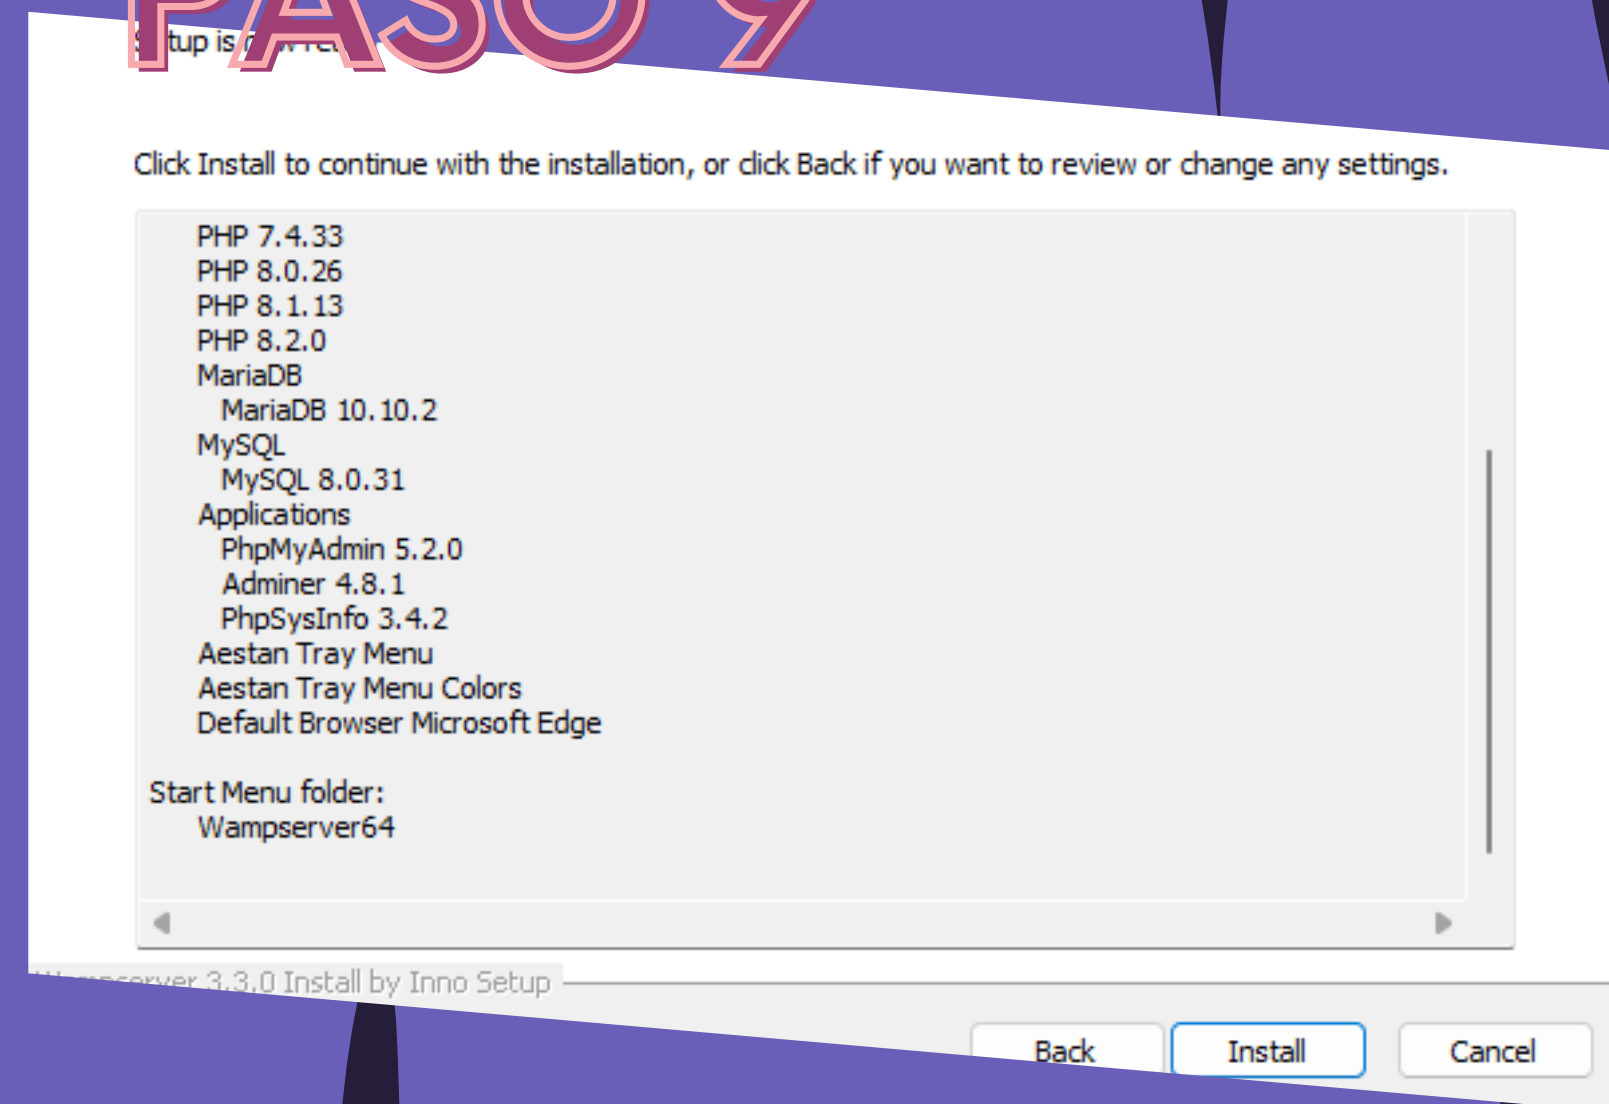 PASO 9
tup is
Click Install to continue with the installation, or click Back if you want to review or change any settings.
PHP 7.4.33
PHP 8.0.26
PHP 8.1.13
PHP 8.2.0
MariaDB
MariaDB 10.10.2
MySQL
MySQL 8.0.31
Applications
PhpMyAdmin 5.2.0
Adminer 4.8.1
PhpSysInfo 3.4.2
Aestan Tray Menu
Aestan Tray Menu Colors
Default Browser Microsoft Edge
Start Menu folder:
Wampserver64
Wampserver 3.3.0 Install by Inno Setup
Back
Install
Cancel